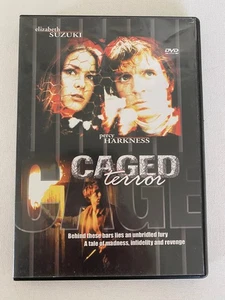 elizabeth
SUZUKI
DVD
percy
HARKNESS
CAGED
terror
CAGE
Behind these bars lies an unbridled fury
A tale of madness, infidelity and revenge